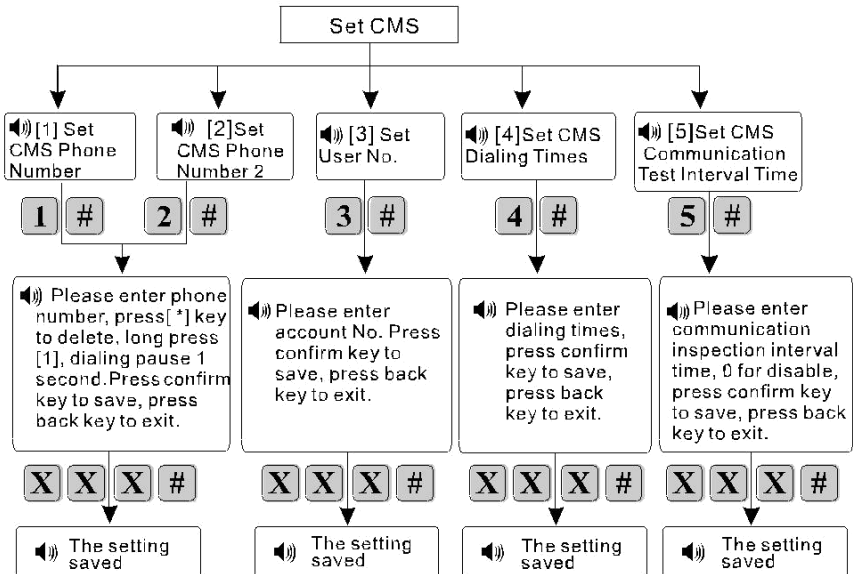 Set CMS
[1] Set
CMS Phone
Number
[2]Set
CMS Phone
Number 2
[3] Set
User No.
[4]Set CMS
Dialing Times
[5]Set CMS
Communication
Test Interval Time
1 #
2 #
3 #
4 #
5 #
Please enter phone
number, press[ *] key
to delete, long press
[1], dialing pause 1
second.Press confirm
key to save, press
back key to exit.
Please enter
account No. Press
confirm key to
save, press back
key to exit.
Please enter
dialing times,
press confirm
key to save,
press back
key to exit.
Please enter
communication
inspection interval
time, 0 for disable,
press confirm key
to save, press back
key to exit.
X X X #
X X X #
X X X #
X X X #
The setting
saved
The setting
saved
The setting
saved
The setting
saved